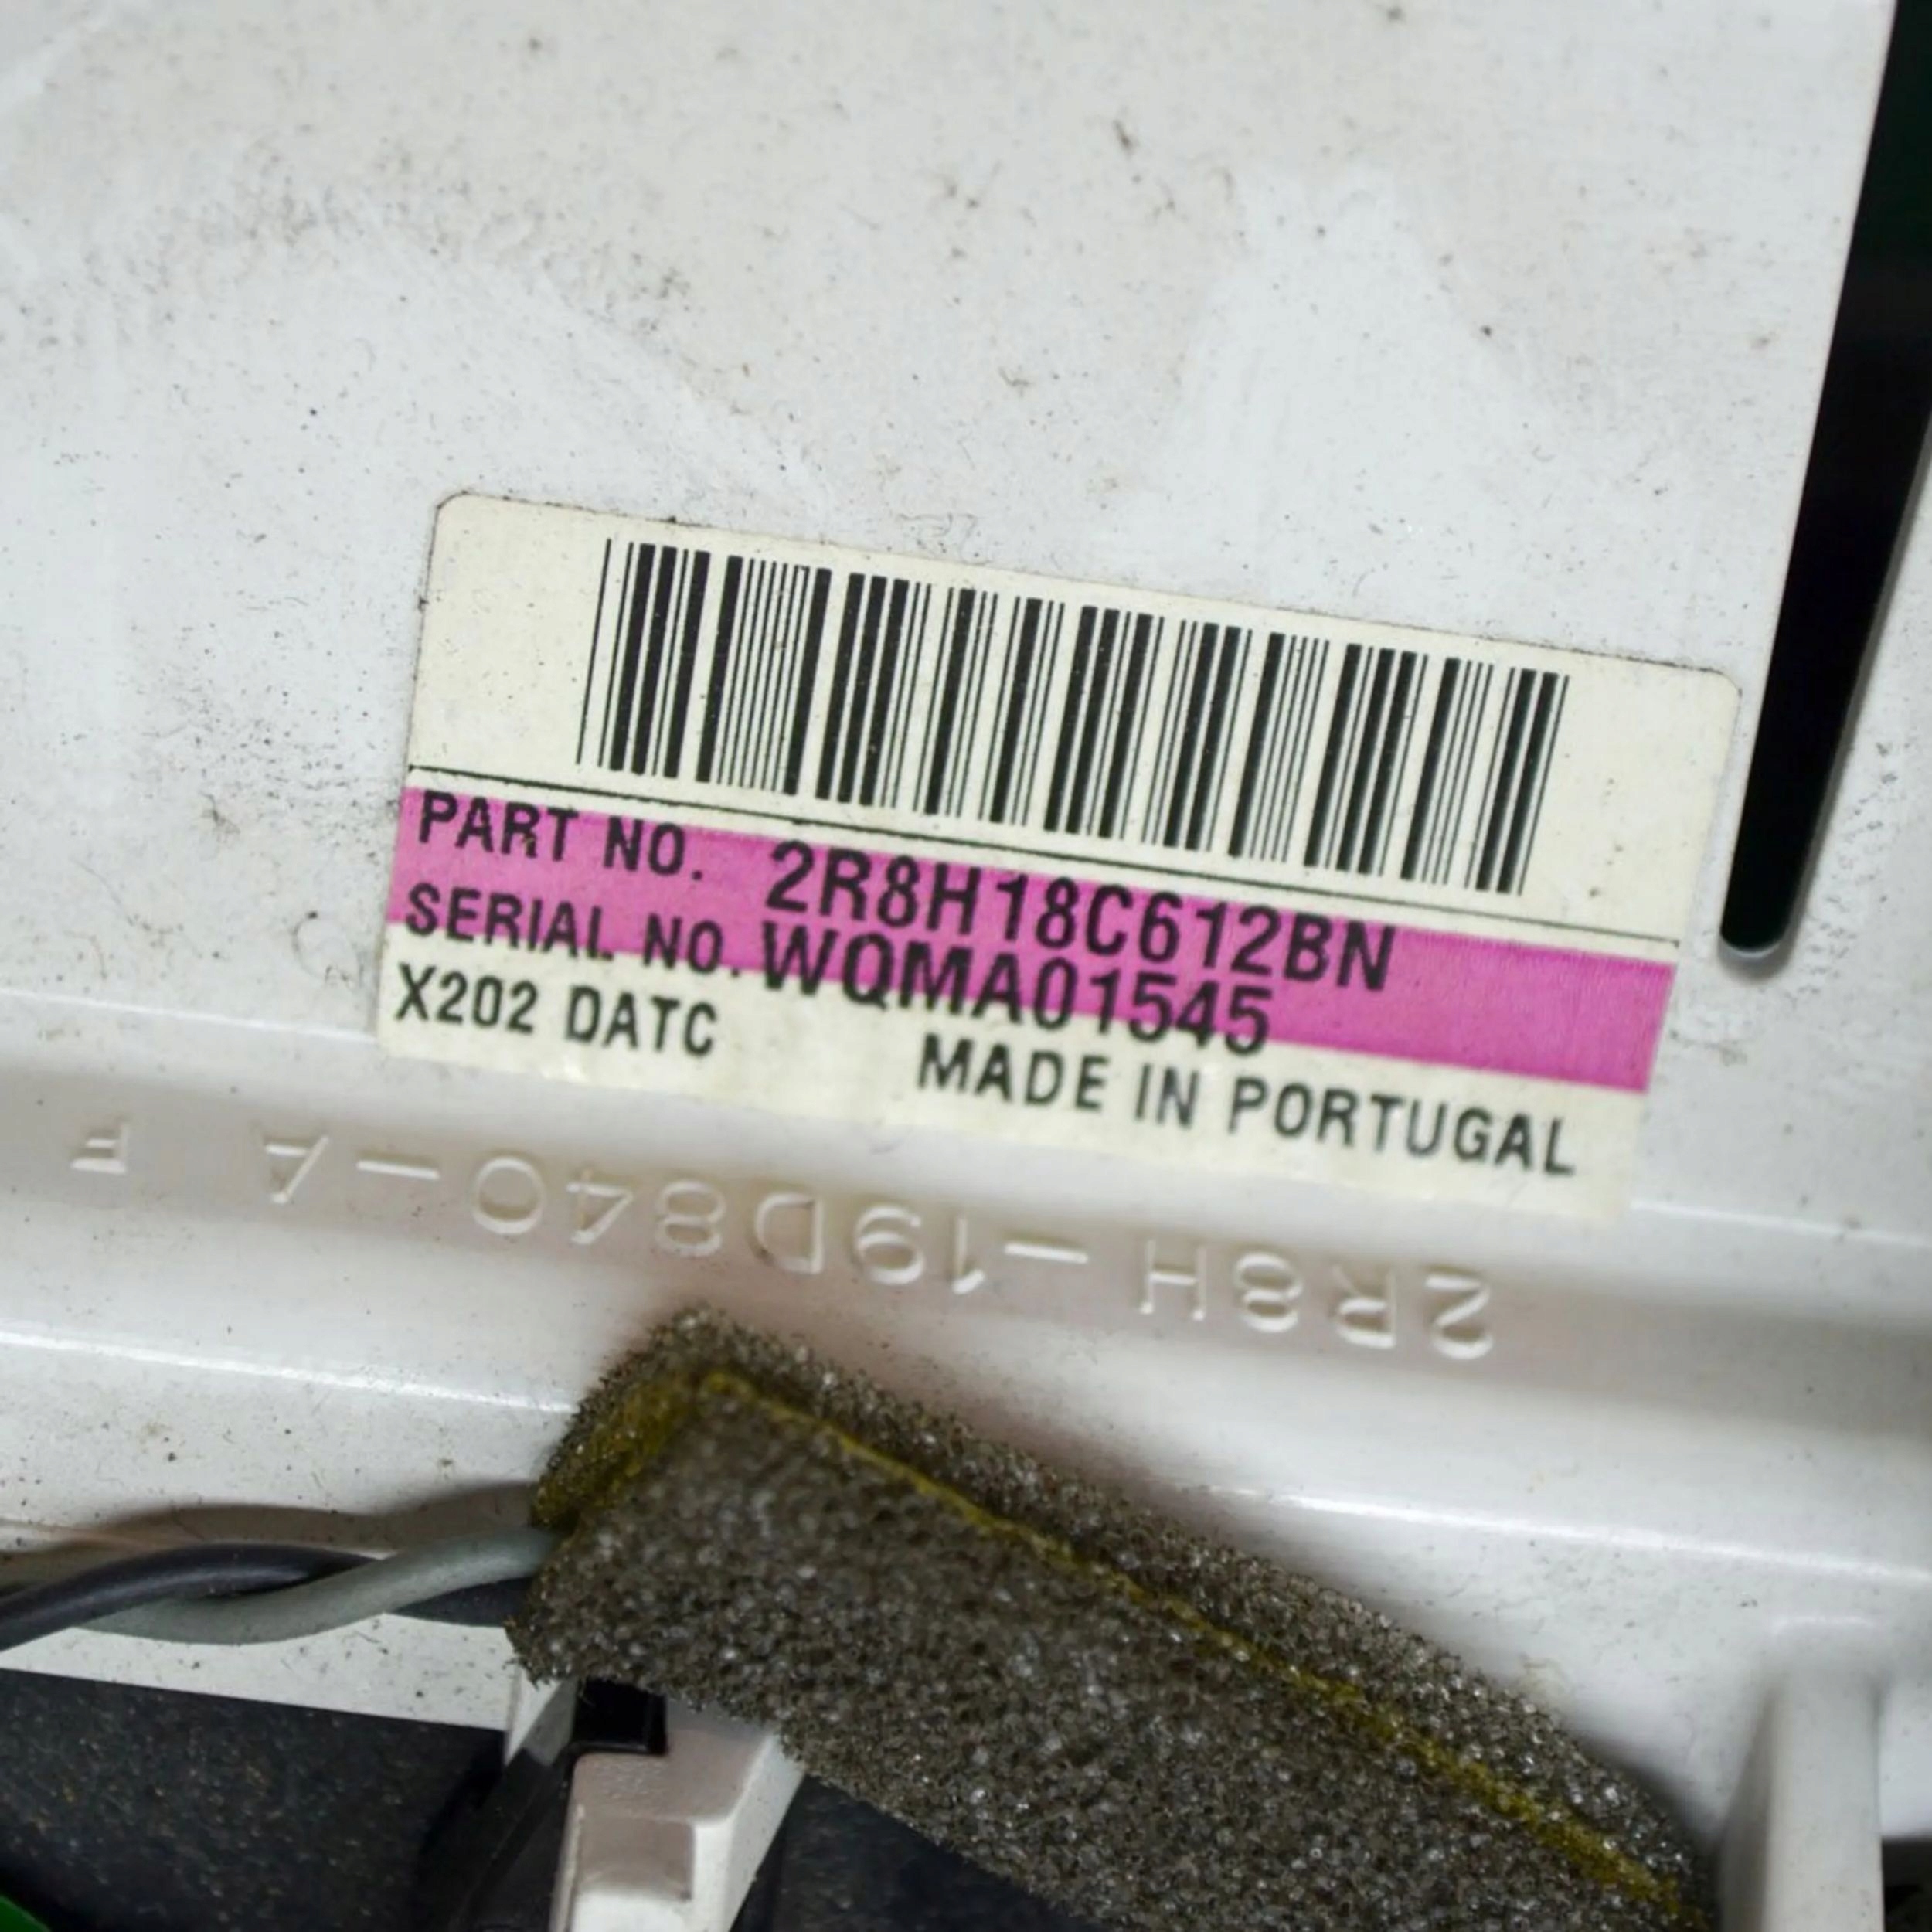 PART NO. 2R8H18C612BN
SERIAL NO. WQMA01545
X202 DATC MADE IN PORTUGAL
2R8H-19D840-A F